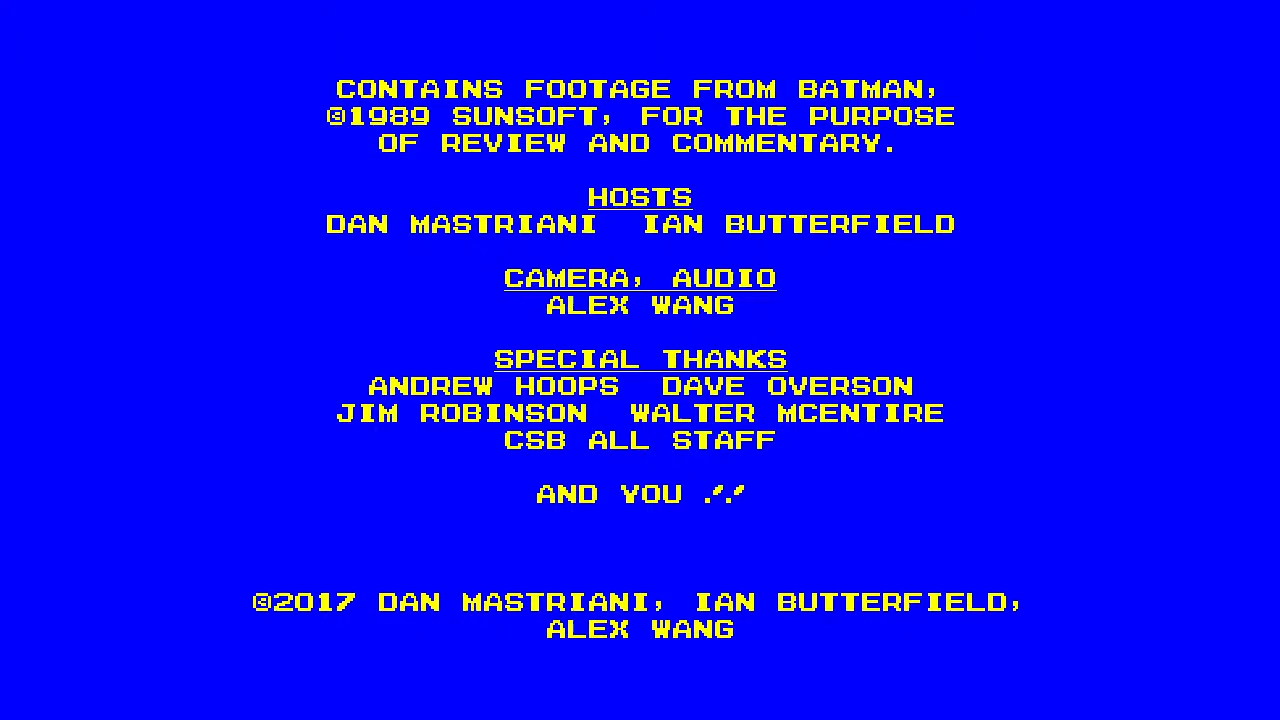 CONTAINS FOOTAGE FROM BATMAN,
©1989 SUNSOFT, FOR THE PURPOSE
OF REVIEW AND COMMENTARY.
HOSTS
DAN MASTRIANI IAN BUTTERFIELD
CAMERA, AUDIO
ALEX WANG
SPECIAL THANKS
ANDREW HOOPS DAVE OVERSON
JIM ROBINSON WALTER MCENTIRE
CSB ALL STAFF
AND YOU !!
©2017 DAN MASTRIANI, IAN BUTTERFIELD,
ALEX WANG